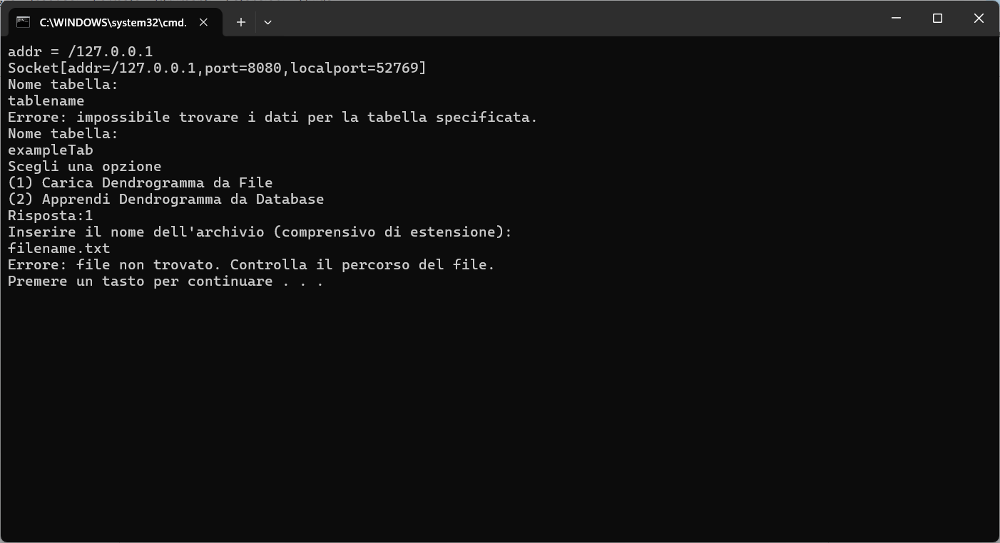 C:\WINDOWS\system32\cmd.
addr = /127.0.0.1
Socket[addr=/127.0.0.1,port=8080,localport=52769]
Nome tabella:
tablename
Errore: impossibile trovare i dati per la tabella specificata.
Nome tabella:
exampleTab
Scegli una opzione
(1) Carica Dendrogramma da File
(2) Apprendi Dendrogramma da Database
Risposta:1
Inserire il nome dell'archivio (comprensivo di estensione):
filename.txt
Errore: file non trovato. Controlla il percorso del file.
Premere un tasto per continuare . . .